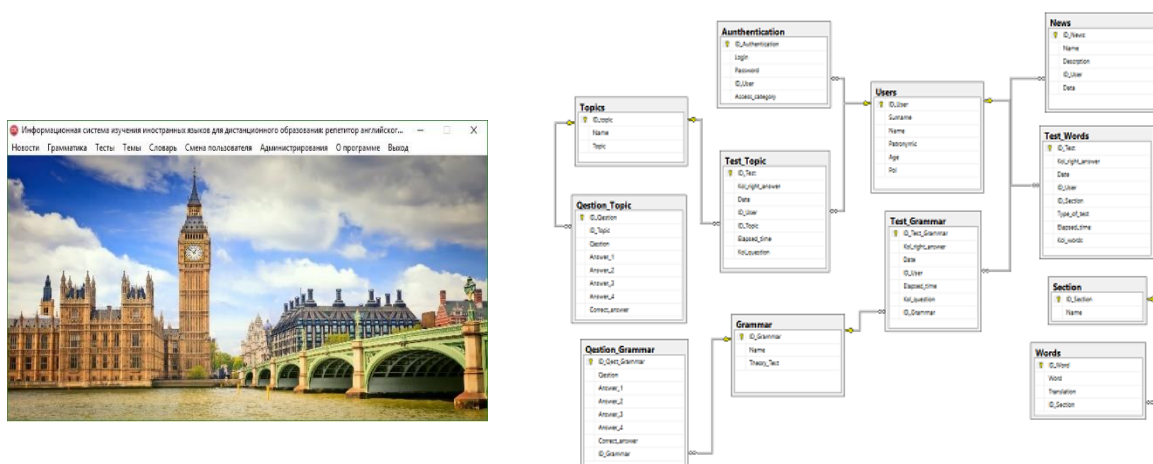 Информационная система изучения иностранных языков для дистанционного образования: репетитор английског...
Новости Грамматика Тесты Темы Словарь Смена пользователя Администрирования О программе Выход
Aunthentication
ID_Authentication
Login
Password
ID_User
Access_category
News
ID_News
Name
Description
ID_User
Data
Users
ID_User
Surname
Name
Patronymic
Age
Pol
Topics
ID_topic
Name
Topic
Test_Words
ID_Test
Kol_right_answer
Date
ID_User
ID_Section
Type_of_test
Elapsed_time
Kol_words
Test_Topic
ID_Test
Kol_right_answer
Date
ID_User
ID_Topic
Elapsed_time
Kol_question
Qestion_Topic
ID_Qestion
ID_Topic
Qestion
Answer_1
Answer_2
Answer_3
Answer_4
Correct_answer
Test_Grammar
ID_Test_Grammar
Kol_right_answer
Date
ID_User
Elapsed_time
Kol_question
ID_Grammar
Section
ID_Section
Name
Grammar
ID_Grammar
Name
Theory_Text
Qestion_Grammar
ID_Qest_Grammar
Qestion
Answer_1
Answer_2
Answer_3
Answer_4
Correct_answer
ID_Grammar
Words
ID_Word
Word
Translation
ID_Section